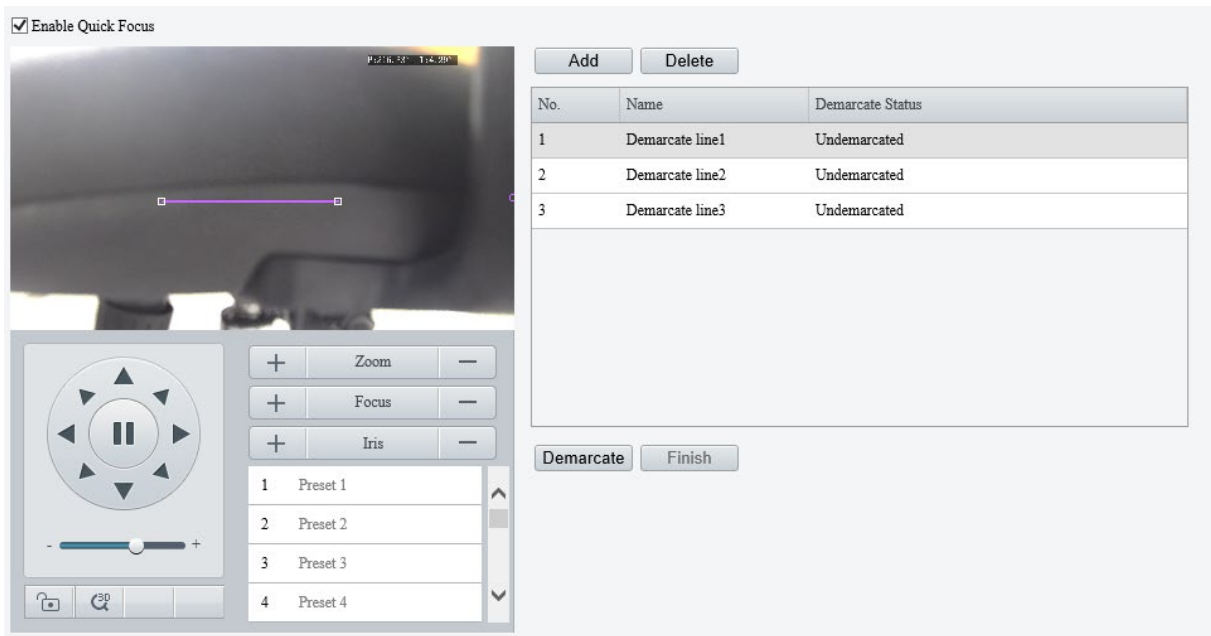 Enable Quick Focus
Add
Delete
No.
Name
Demarcate Status
1
Demarcate line1
Undemarcated
2
Demarcate line2
Undemarcated
3
Demarcate line3
Undemarcated
+
Zoom
—
+
Focus
—
+
Iris
—
Demarcate
Finish
1
Preset 1
2
Preset 2
3
Preset 3
4
Preset 4
-
+
3D